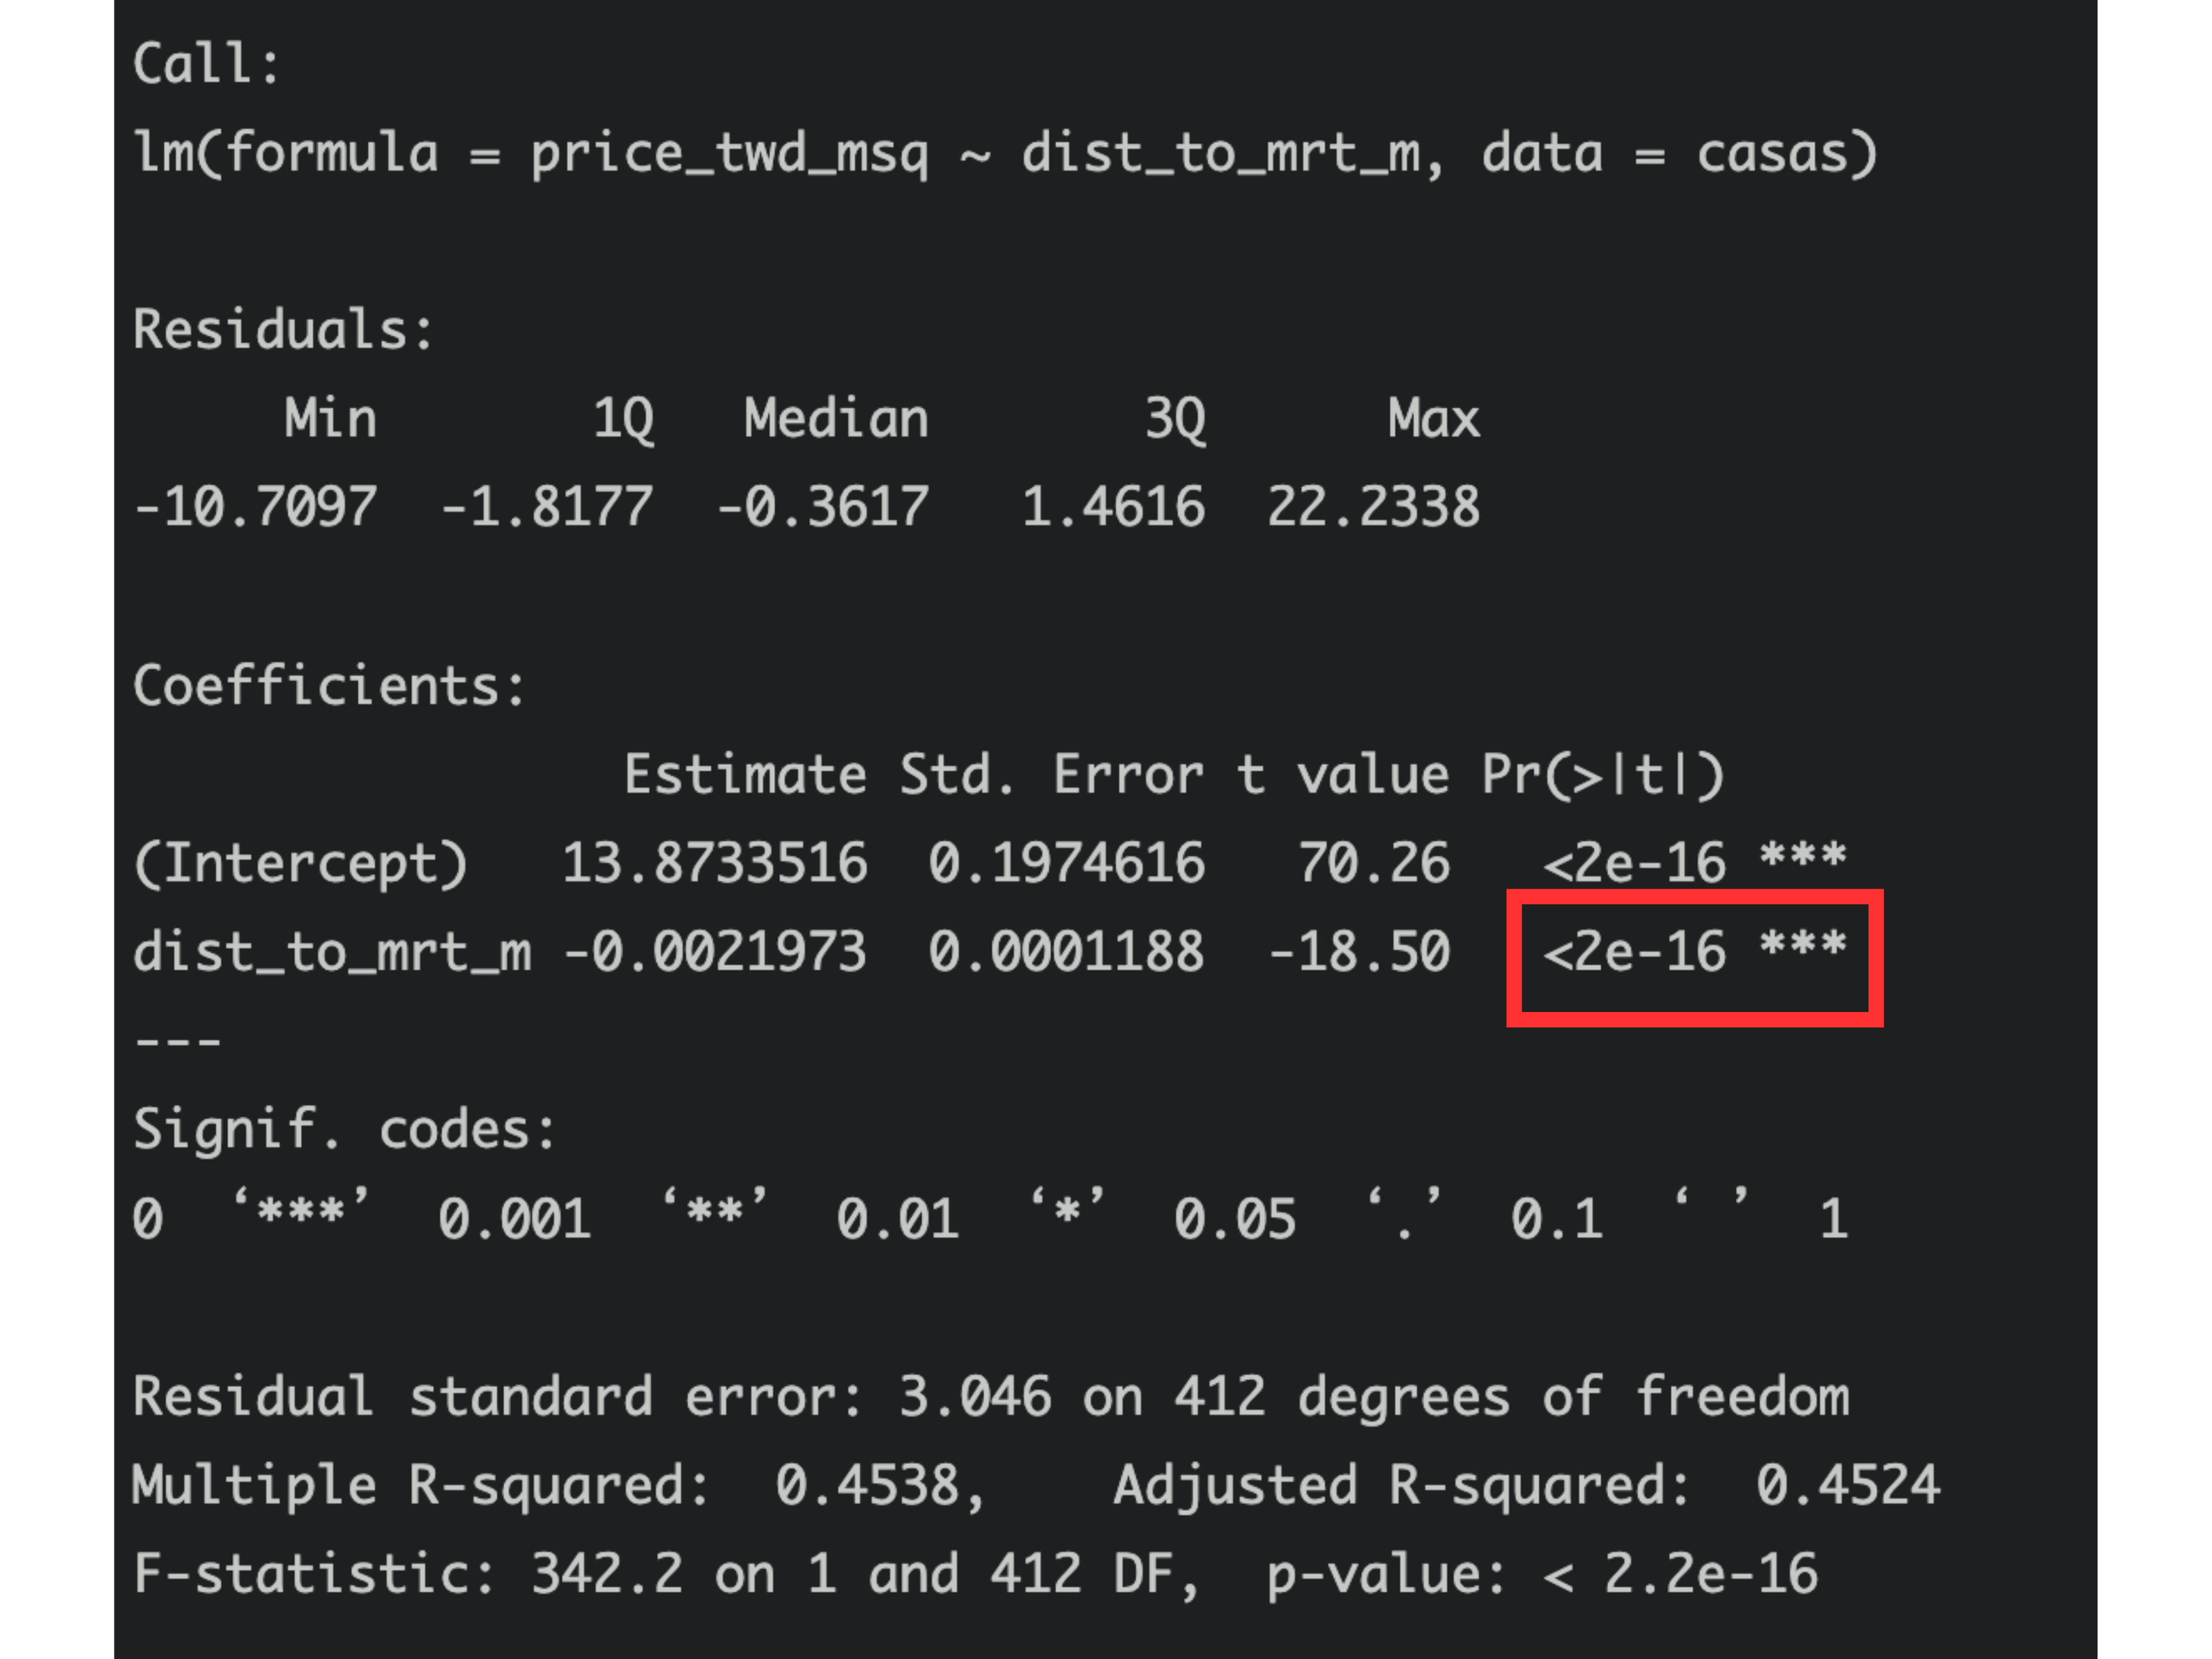 Call:
lm(formula = price_twd_msq ~ dist_to_mrt_m, data = casas)
Residuals:
Min 1Q Median 3Q Max
-10.7097 -1.8177 -0.3617 1.4616 22.2338
Coefficients:
Estimate Std. Error t value Pr(>|t|)
(Intercept) 13.8733516 0.1974616 70.26 <2e-16 ***
dist_to_mrt_m -0.0021973 0.0001188 -18.50 <2e-16 ***
---
Signif. codes:
0 ‘***’ 0.001 ‘**’ 0.01 ‘*’ 0.05 ‘.’ 0.1 ‘ ’ 1
Residual standard error: 3.046 on 412 degrees of freedom
Multiple R-squared: 0.4538, Adjusted R-squared: 0.4524
F-statistic: 342.2 on 1 and 412 DF, p-value: < 2.2e-16